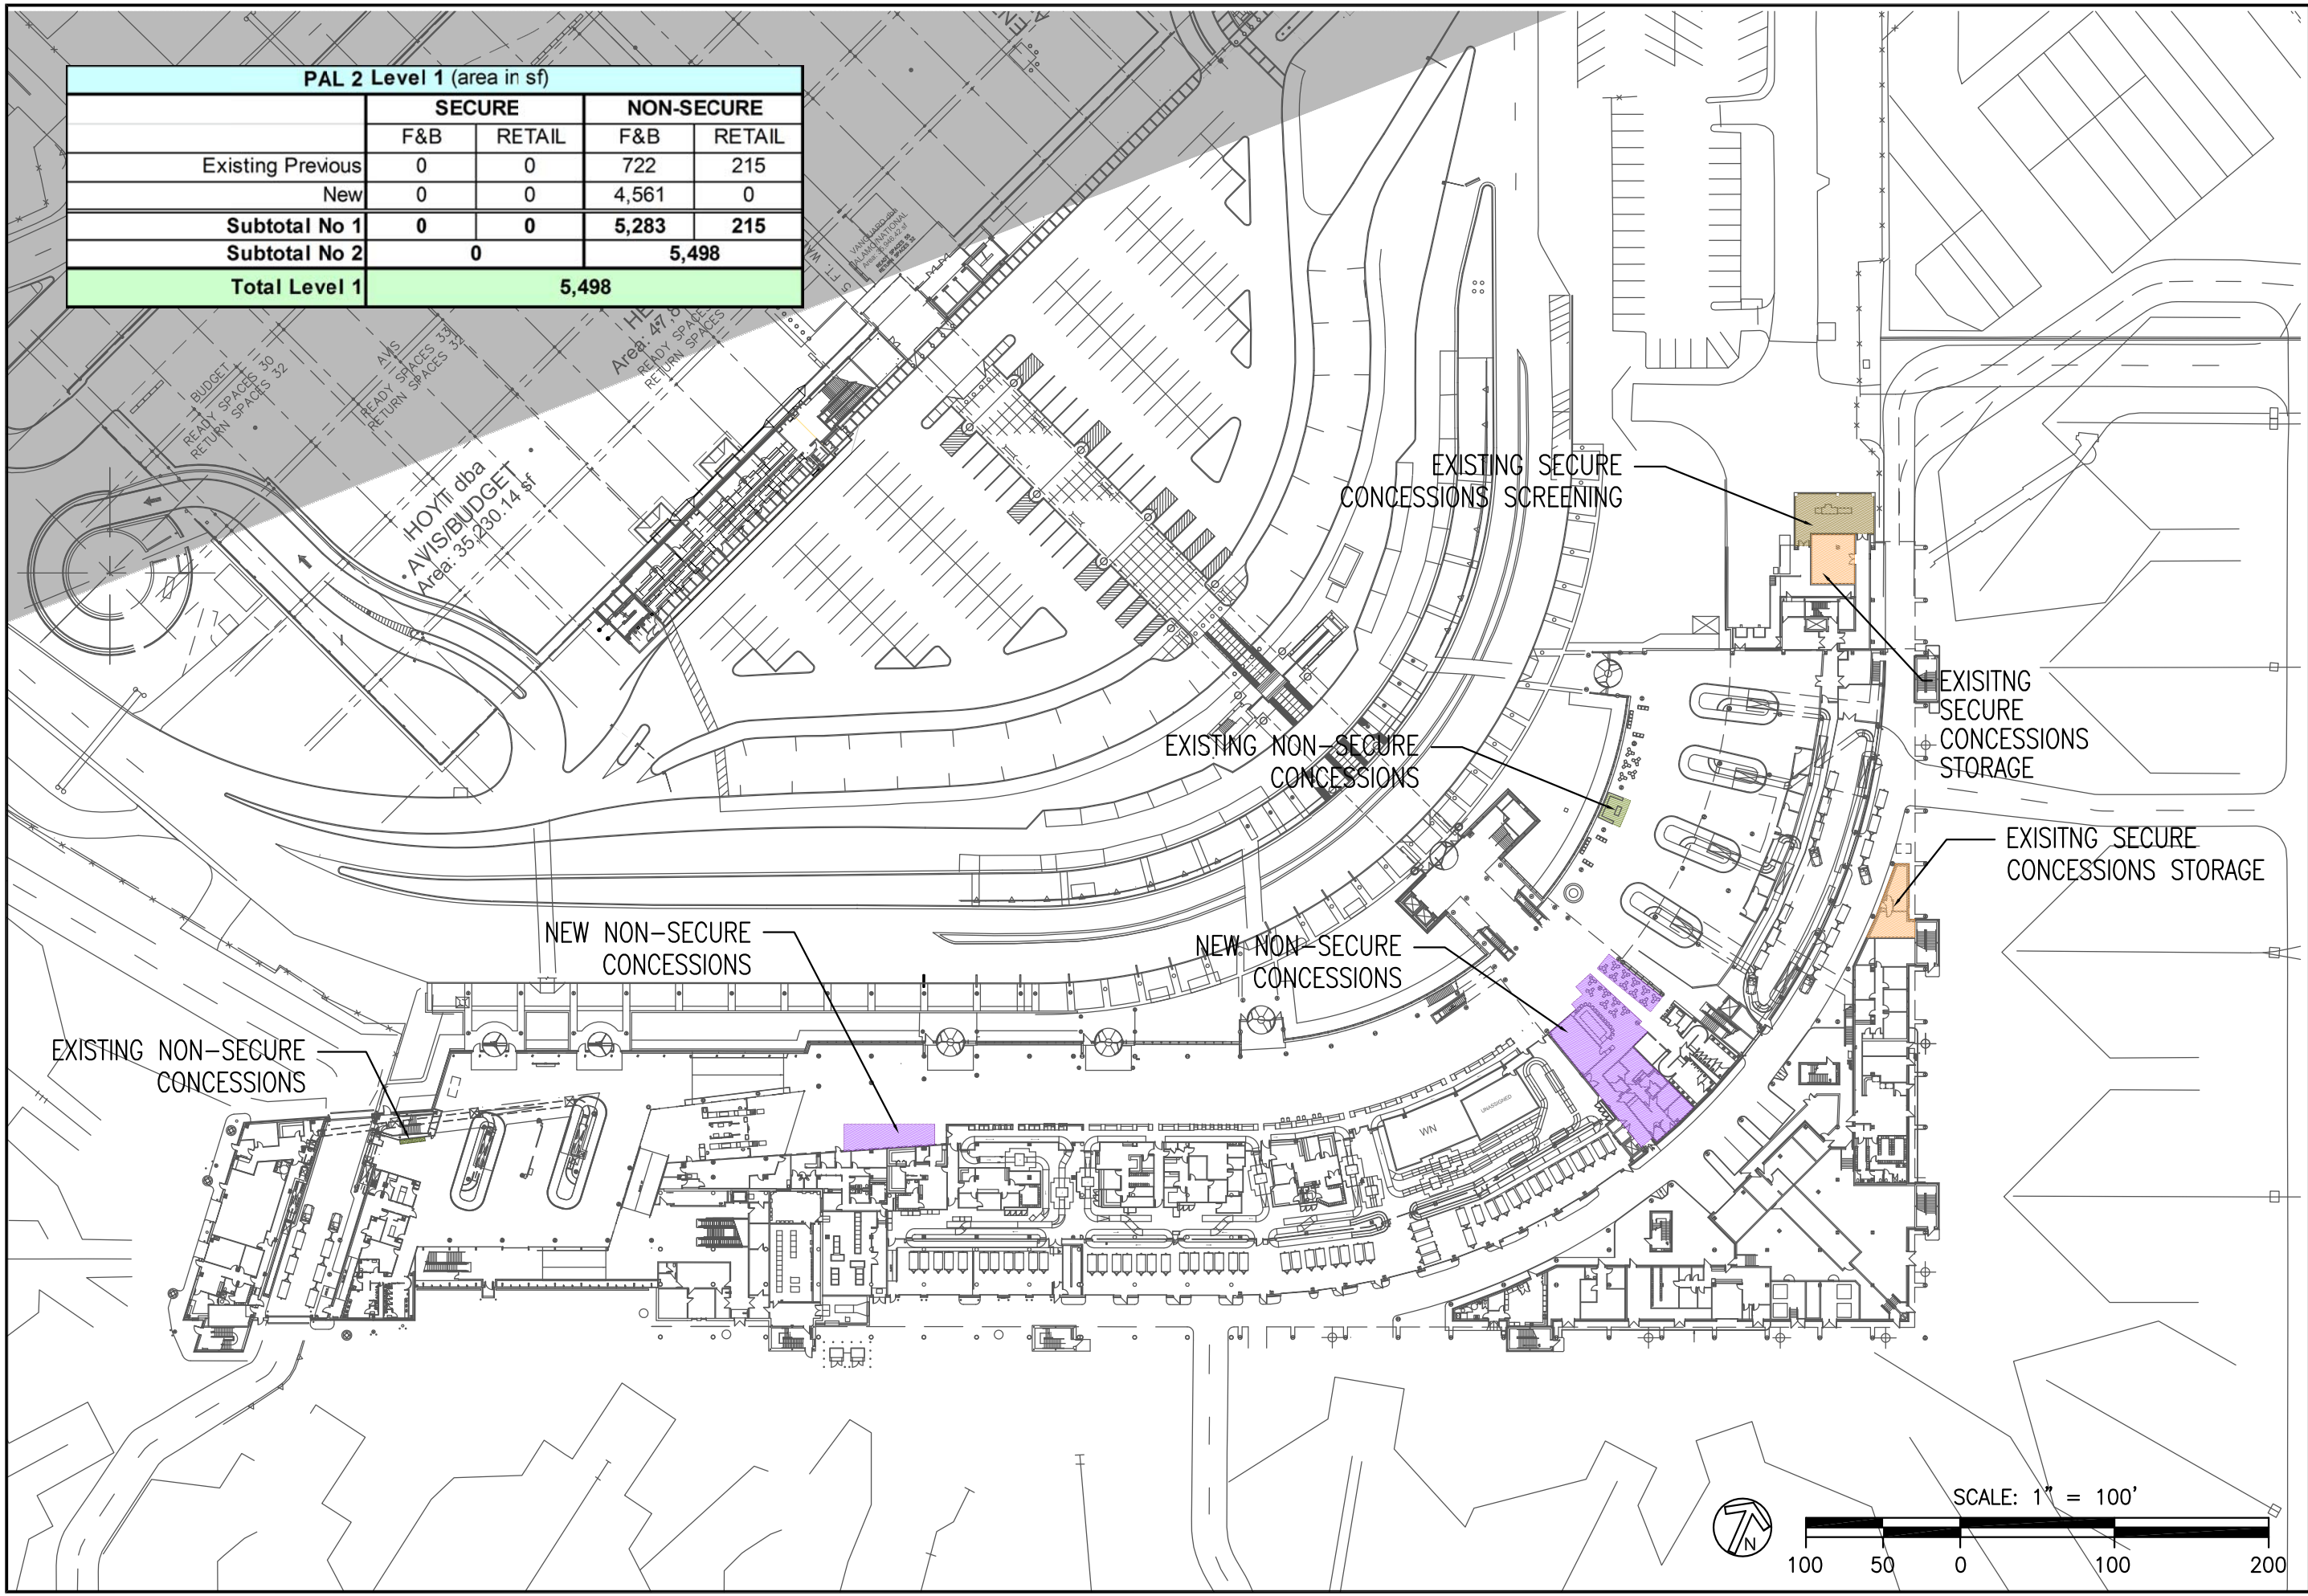 PAL 2 Level 1 (area in sf)
SECURE NON-SECURE
F&B RETAIL F&B RETAIL
Existing Previous 0 0 722 215
New 0 0 4,561 0
Subtotal No 1 0 0 5,283 215
Subtotal No 2 0 5,498
Total Level 1 5,498
VANGUARD dba
ALAMO/NATIONAL
BUDGET
READY SPACES 30
RETURN SPACES 32
AVIS
READY SPACES 33
RETURN SPACES 32
READY SPACES
RETURN SPACES
HOYIT dba
AVIS/BUDGET
Area: 35,230.14 sf
EXISTING SECURE
CONCESSIONS SCREENING
EXISITNG
SECURE
CONCESSIONS
STORAGE
EXISTING NON-SECURE
CONCESSIONS
EXISITNG SECURE
CONCESSIONS STORAGE
NEW NON-SECURE
CONCESSIONS
NEW NON-SECURE
CONCESSIONS
EXISTING NON-SECURE
CONCESSIONS
WN
UNASSIGNED
SCALE: 1" = 100'
N
100 50 0 100 200